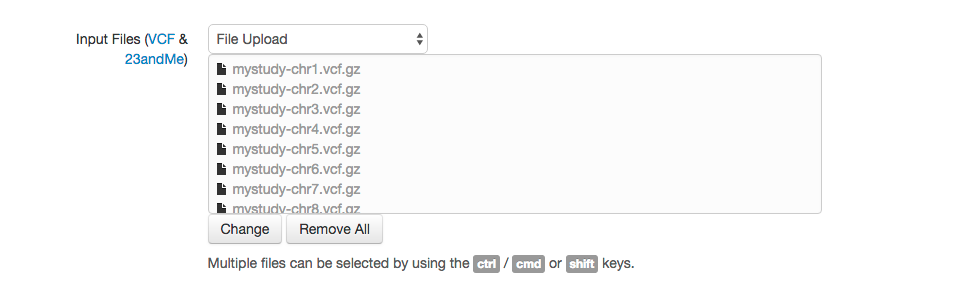 Input Files (VCF & File Upload
23andMe)
mystudy-chr1.vcf.gz
mystudy-chr2.vcf.gz
mystudy-chr3.vcf.gz
mystudy-chr4.vcf.gz
mystudy-chr5.vcf.gz
mystudy-chr6.vcf.gz
mystudy-chr7.vcf.gz
mystudy-chr8.vcf.gz
Change Remove All
Multiple files can be selected by using the ctrl / cmd or shift keys.